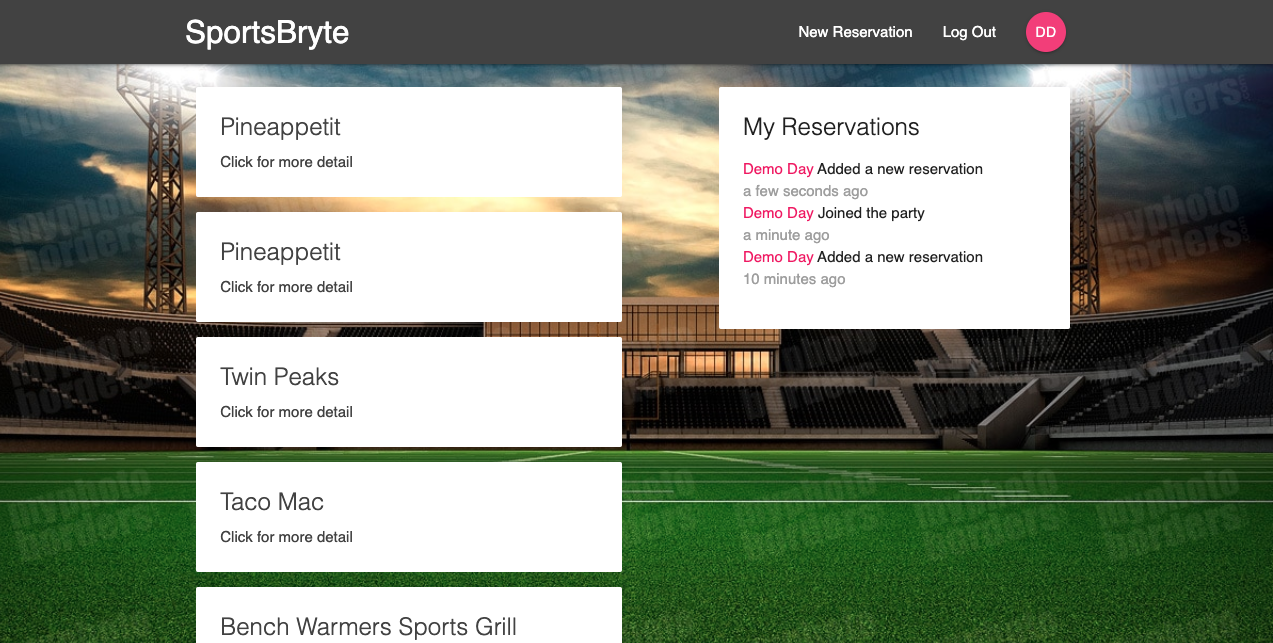 SportsBryte
New Reservation
Log Out
DD
Pineappetit
Click for more detail
Pineappetit
Click for more detail
Twin Peaks
Click for more detail
Taco Mac
Click for more detail
Bench Warmers Sports Grill
My Reservations
Demo Day Added a new reservation
a few seconds ago
Demo Day Joined the party
a minute ago
Demo Day Added a new reservation
10 minutes ago
myphoto
borders.com